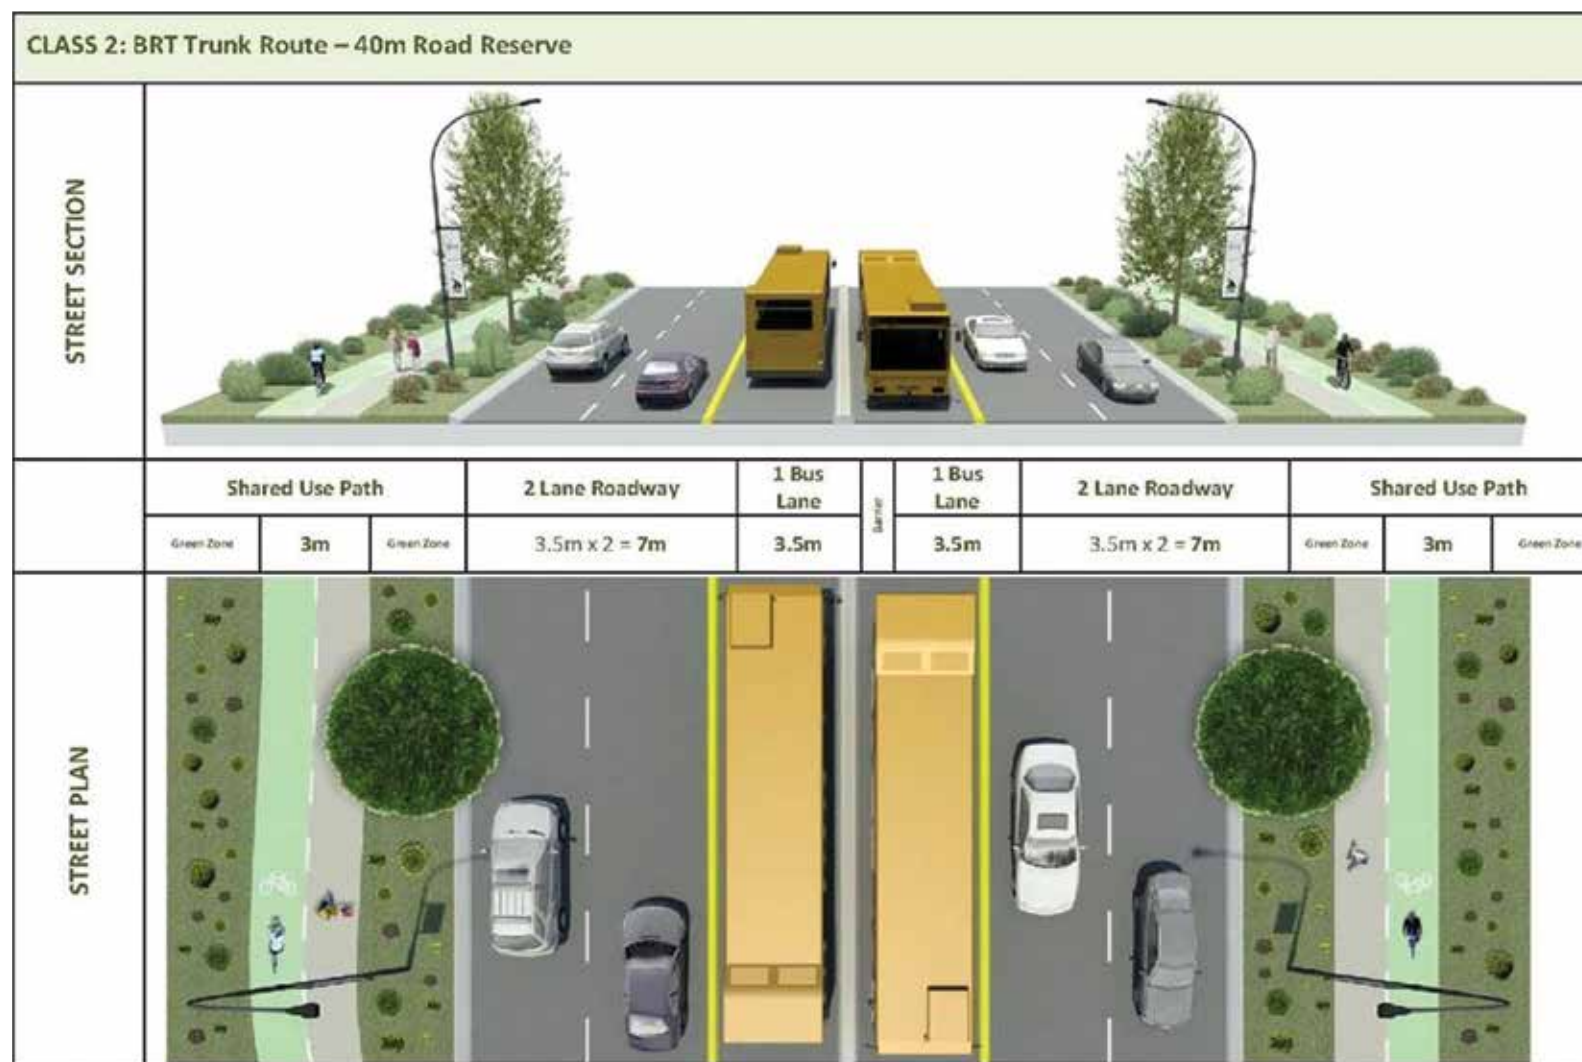 CLASS 2: BRT Trunk Route – 40m Road Reserve
STREET SECTION
Shared Use Path
2 Lane Roadway
1 Bus
Lane
Barrier
1 Bus
Lane
2 Lane Roadway
Shared Use Path
Green Zone
3m
Green Zone
3.5m x 2 = 7m
3.5m
3.5m
3.5m x 2 = 7m
Green Zone
3m
Green Zone
STREET PLAN